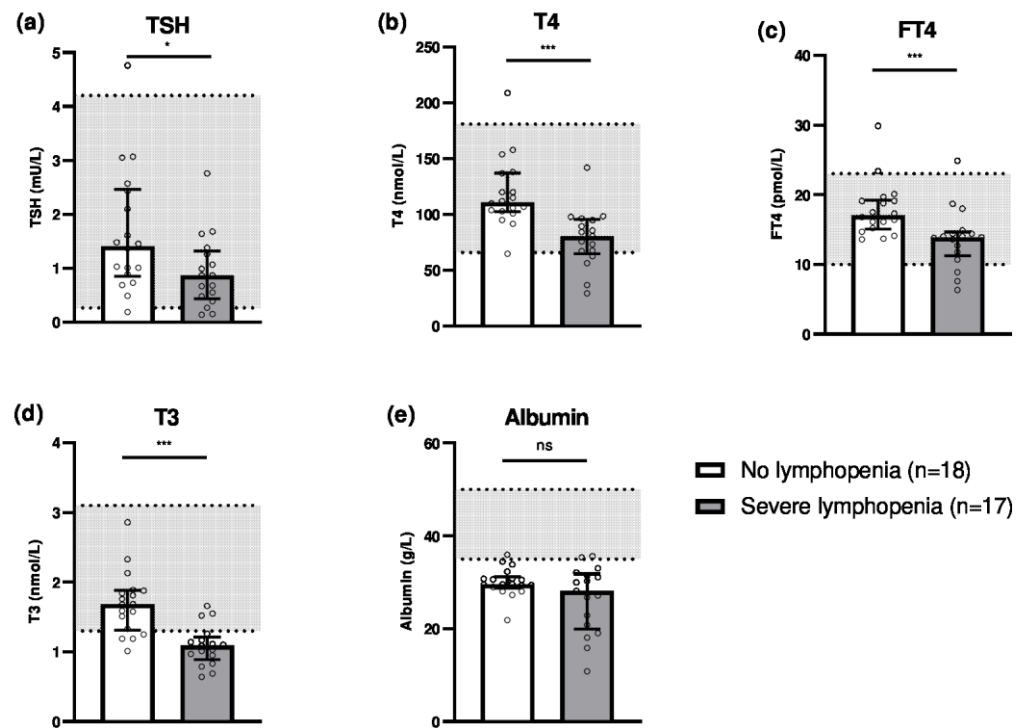 (a)
TSH
*
5
4
3
2
1
0
TSH (mU/L)
(b)
T4
***
250
200
150
100
50
0
T4 (nmol/L)
(c)
FT4
***
40
30
20
10
0
FT4 (pmol/L)
(d)
T3
***
4
3
2
1
0
T3 (nmol/L)
(e)
Albumin
ns
60
40
20
0
Albumin (g/L)
No lymphopenia (n=18)
Severe lymphopenia (n=17)